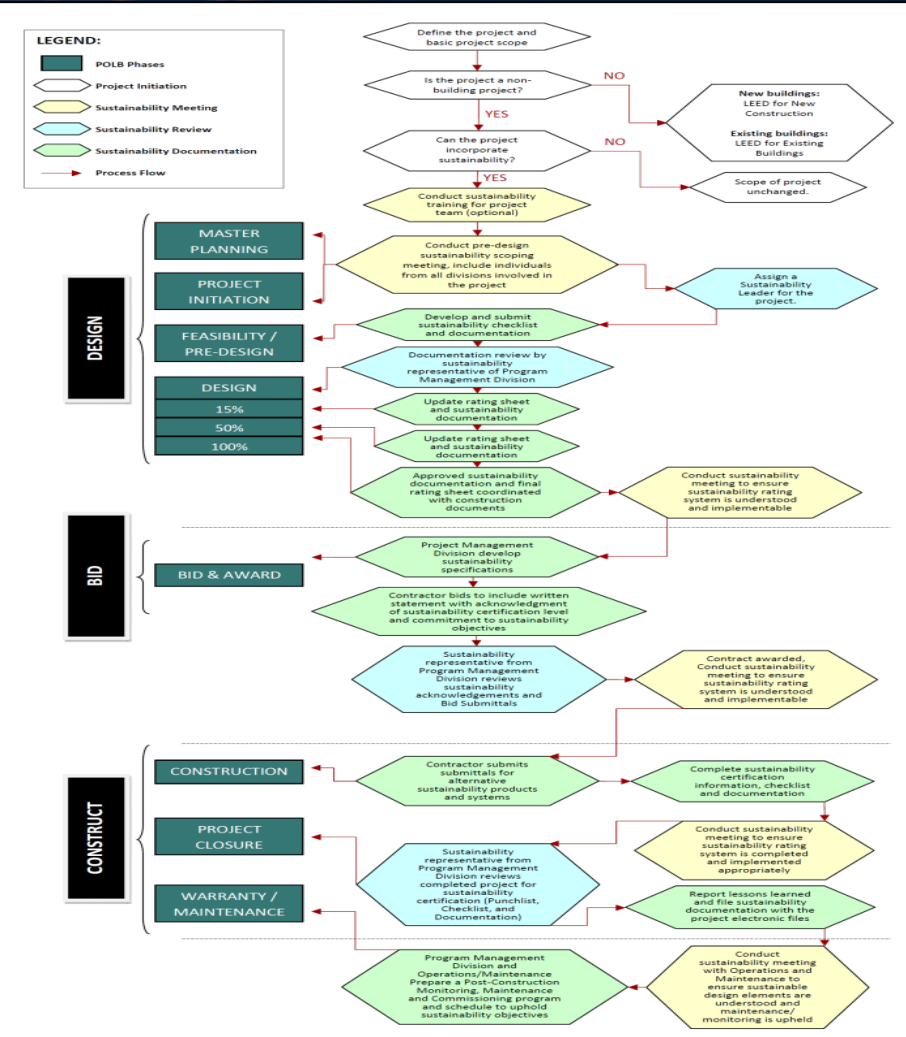 LEGEND:
POLB Phases
Project Initiation
Sustainability Meeting
Sustainability Review
Sustainability Documentation
Process Flow
Define the project and
basic project scope
Is the project a non-
building project?
NO
YES
New buildings:
LEED for New
Construction
Existing buildings:
LEED for Existing
Buildings
Can the project
incorporate
sustainability?
NO
YES
Scope of project
unchanged.
Conduct sustainability
training for project
team (optional)
DESIGN
MASTER
PLANNING
PROJECT
INITIATION
FEASIBILITY /
PRE-DESIGN
DESIGN
15%
50%
100%
Conduct pre-design
sustainability scoping
meeting, include individuals
from all divisions involved in
the project
Assign a
Sustainability
Leader for the
project.
Develop and submit
sustainability checklist
and documentation
Documentation review by
sustainability
representative of Program
Management Division
Update rating sheet
and sustainability
documentation
Update rating sheet
and sustainability
documentation
Approved sustainability
documentation and final
rating sheet coordinated
with construction
documents
Conduct sustainability
meeting to ensure
sustainability rating
system is understood
and implementable
BID
BID & AWARD
Project Management
Division develop
sustainability
specifications
Contractor bids to include written
statement with acknowledgment
of sustainability certification level
and commitment to sustainability
objectives
Sustainability
representative from
Program Management
Division reviews
sustainability
acknowledgements and
Bid Submittals
Contract awarded,
Conduct sustainability
meeting to ensure
sustainability rating
system is understood
and implementable
CONSTRUCT
CONSTRUCTION
PROJECT
CLOSURE
WARRANTY /
MAINTENANCE
Contractor submits
submittals for
alternative
sustainability products
and systems
Complete sustainability
certification
information, checklist
and documentation
Conduct sustainability
meeting to ensure
sustainability rating
system is completed
and implemented
appropriately
Sustainability
representative from
Program Management
Division reviews
completed project for
sustainability
certification (Punchlist,
Checklist, and
Documentation)
Report lessons learned
and file sustainability
documentation with the
project electronic files
Conduct
sustainability meeting
with Operations and
Maintenance to
ensure sustainable
design elements are
understood and
maintenance/
monitoring is upheld
Program Management
Division and
Operations/Maintenance
Prepare a Post-Construction
Monitoring, Maintenance
and Commissioning program
and schedule to uphold
sustainability objectives